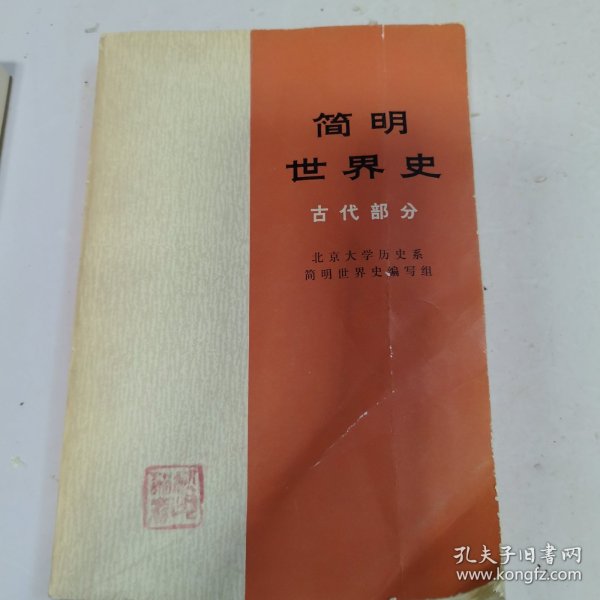 简明
世界史
古代部分
北京大学历史系
简明世界史编写组
孔夫子旧书网
www.kongfz.com